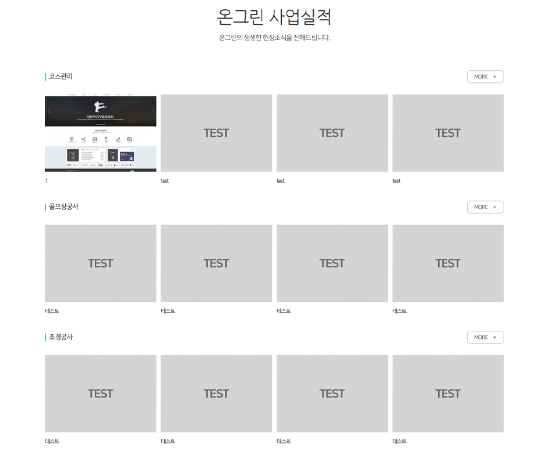 온그린 사업실적
온그린의 생생한 현장소식을 전해드립니다.
코스관리
MORE +
TEST TEST TEST
1 test test test
골프장공사
MORE +
TEST TEST TEST TEST
테스트 테스트 테스트 테스트
조경공사
MORE +
TEST TEST TEST TEST
테스트 테스트 테스트 테스트